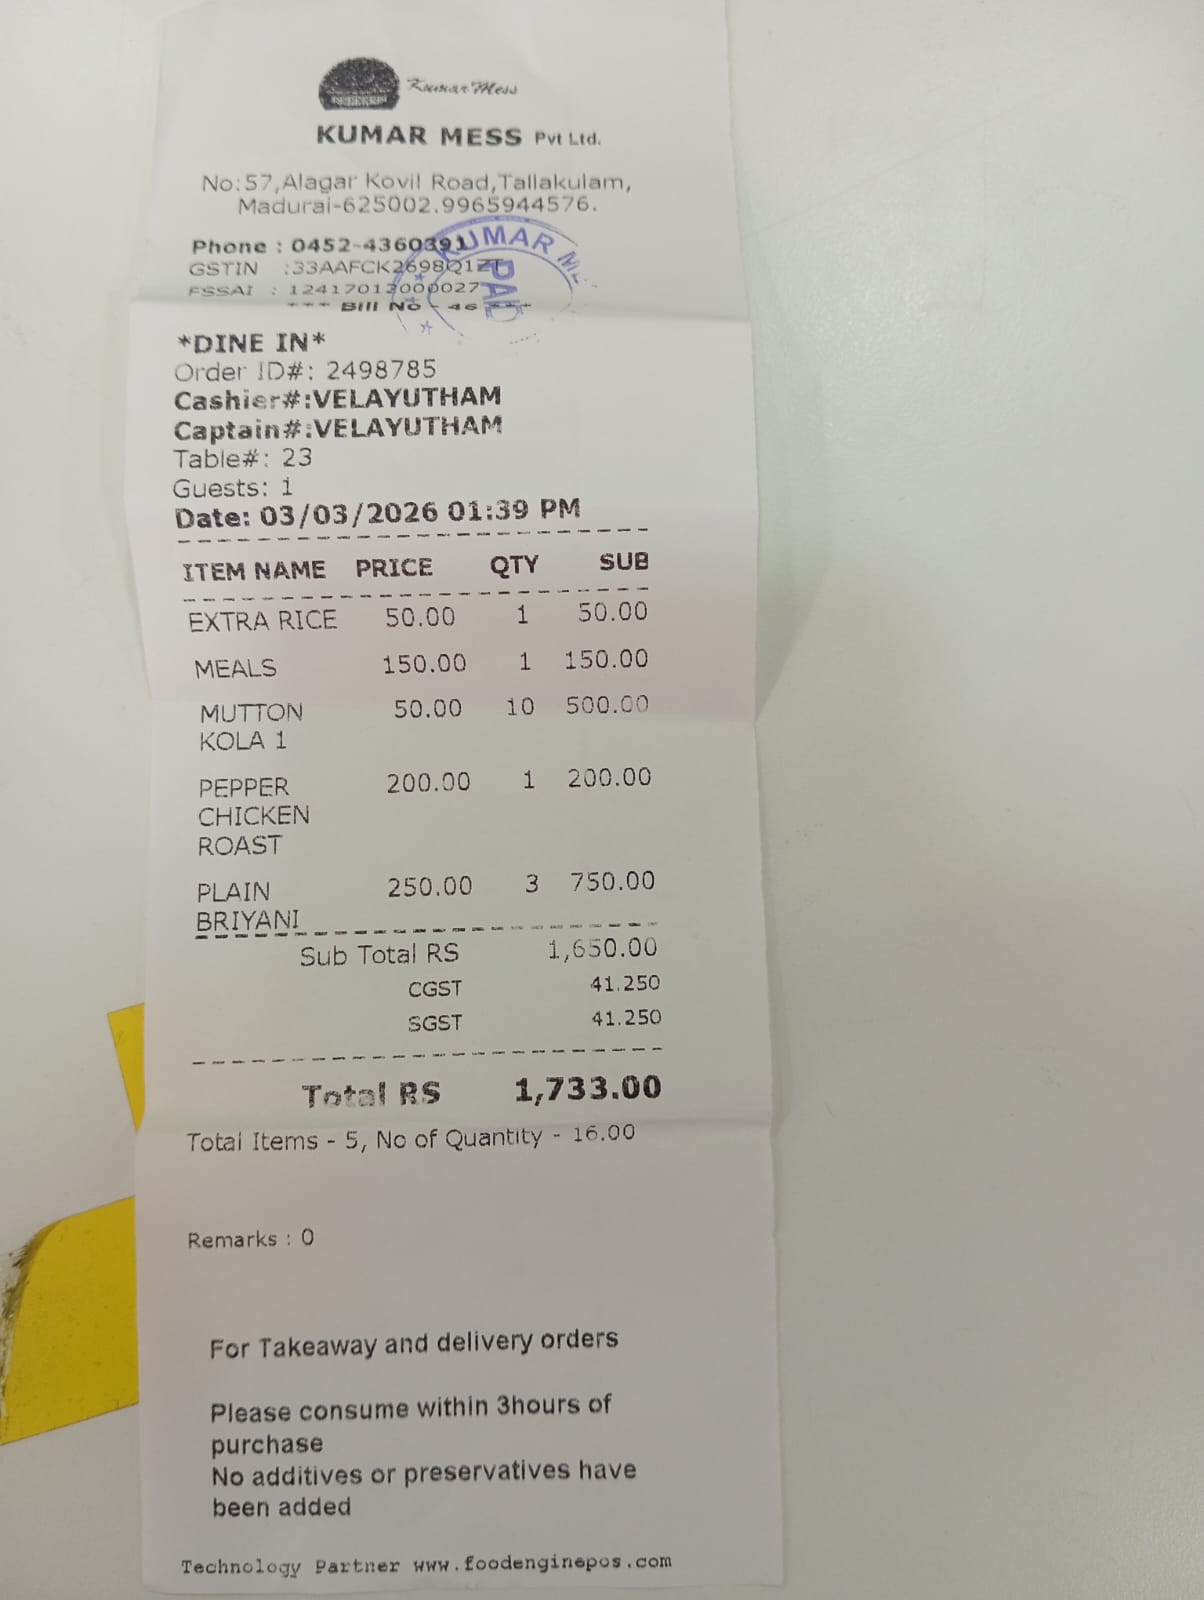 Kumar Mess
KUMAR MESS Pvt Ltd.
No:57,Alagar Kovil Road,Tallakulam,
Madurai-625002.9965944576.
Phone : 0452-4360391
GSTIN :33AAFCK2698Q1ZT
FSSAI : 12417012000027
*** Bill No - 46 ***
KUMAR ME
PAI
*DINE IN*
Order ID#: 2498785
Cashier#:VELAYUTHAM
Captain#:VELAYUTHAM
Table#: 23
Guests: 1
Date: 03/03/2026 01:39 PM
ITEM NAME PRICE QTY SUB
EXTRA RICE 50.00 1 50.00
MEALS 150.00 1 150.00
MUTTON 50.00 10 500.00
KOLA 1
PEPPER 200.00 1 200.00
CHICKEN
ROAST
PLAIN 250.00 3 750.00
BRIYANI
Sub Total RS 1,650.00
CGST 41.250
SGST 41.250
Total RS 1,733.00
Total Items - 5, No of Quantity - 16.00
Remarks : 0
For Takeaway and delivery orders
Please consume within 3hours of
purchase
No additives or preservatives have
been added
Technology Partner www.foodenginepos.com